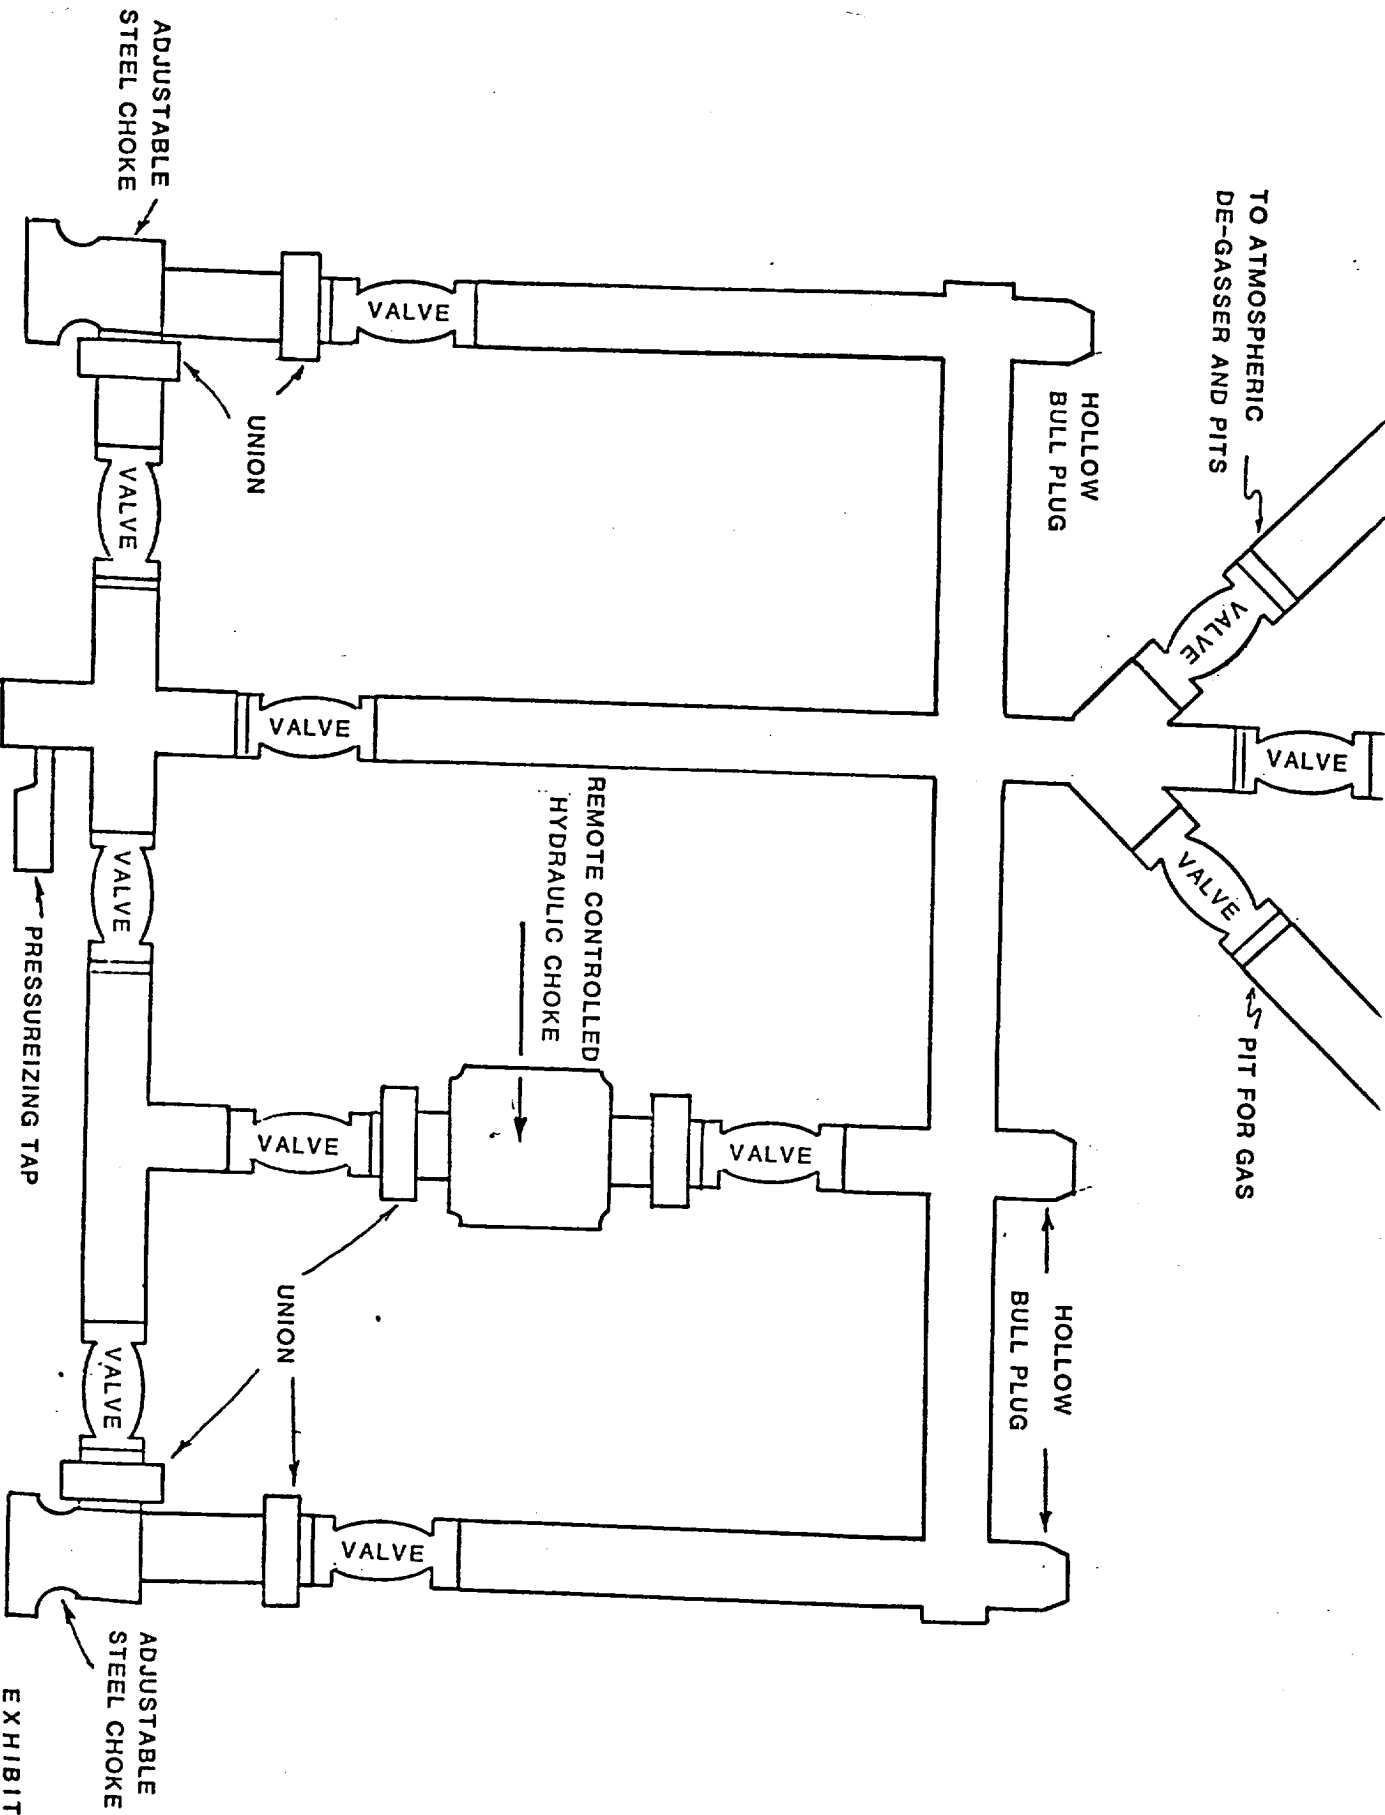 ADJUSTABLE
STEEL CHOKE
TO ATMOSPHERIC
DE-GASSER AND PITS
HOLLOW
BULL PLUG
VALVE
UNION
VALVE
VALVE
VALVE
VALVE
VALVE
VALVE
REMOTE CONTROLLED
HYDRAULIC CHOKE
PRESSUREIZING TAP
PIT FOR GAS
VALVE
VALVE
HOLLOW
BULL PLUG
UNION
VALVE
VALVE
ADJUSTABLE
STEEL CHOKE
EXHIBIT